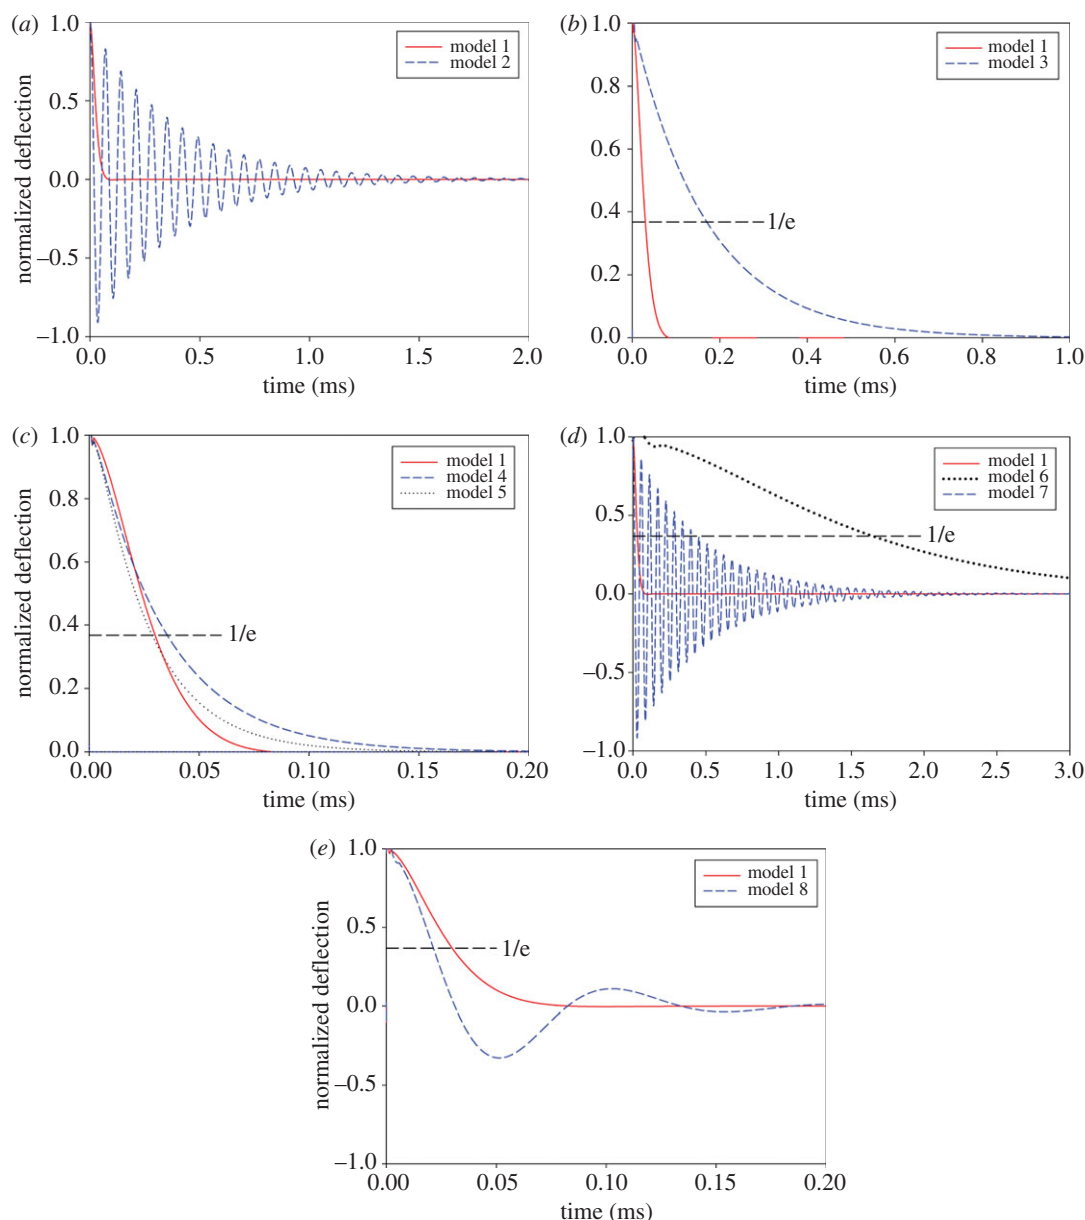 (a)
1.0
0.5
0.0
−0.5
−1.0
normalized deflection
model 1
model 2
0.0 0.5 1.0 1.5 2.0
time (ms)
(b)
1.0
0.8
0.6
0.4
0.2
0.0
model 1
model 3
1/e
0.0 0.2 0.4 0.6 0.8 1.0
time (ms)
(c)
1.0
0.8
0.6
0.4
0.2
0.0
normalized deflection
model 1
model 4
model 5
1/e
0.00 0.05 0.10 0.15 0.20
time (ms)
(d)
1.0
0.5
0.0
−0.5
−1.0
model 1
model 6
model 7
1/e
0.0 0.5 1.0 1.5 2.0 2.5 3.0
time (ms)
(e)
1.0
0.5
0.0
−0.5
−1.0
normalized deflection
model 1
model 8
1/e
0.00 0.05 0.10 0.15 0.20
time (ms)